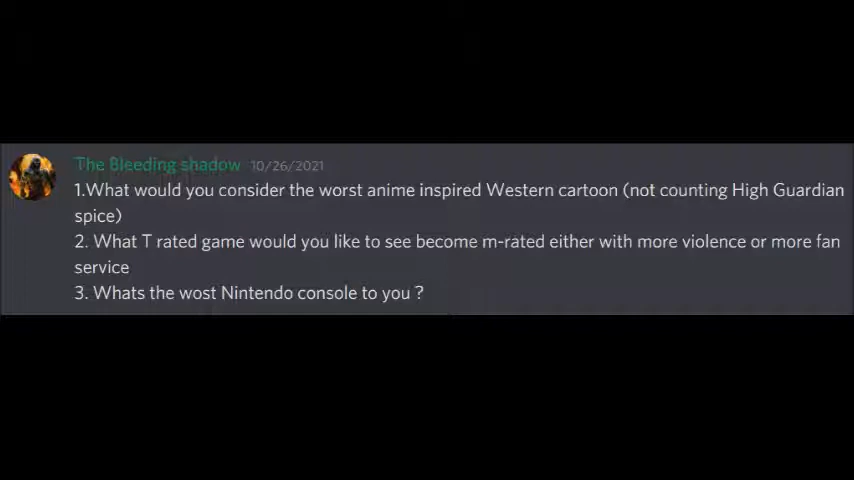 The Bleeding shadow 10/26/2021
1.What would you consider the worst anime inspired Western cartoon (not counting High Guardian
spice)
2. What T rated game would you like to see become m-rated either with more violence or more fan
service
3. Whats the wost Nintendo console to you ?